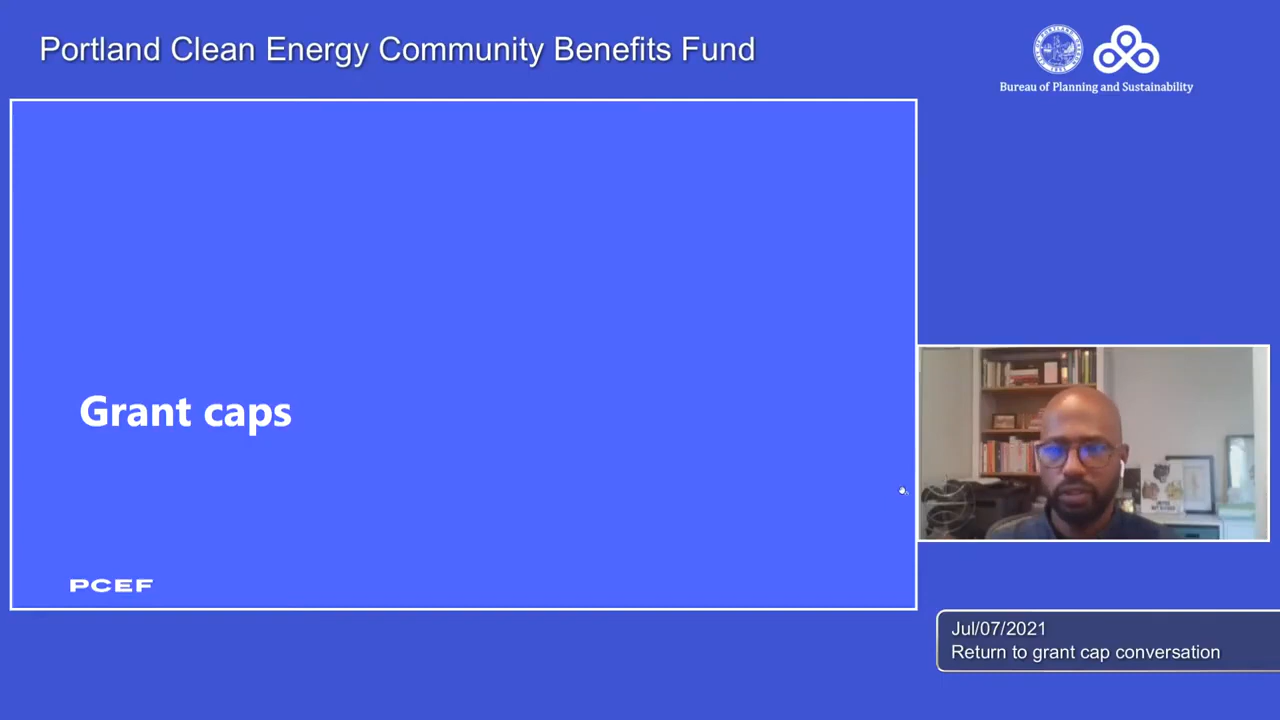 Portland Clean Energy Community Benefits Fund
Bureau of Planning and Sustainability
Grant caps
PCEF
Jul/07/2021
Return to grant cap conversation